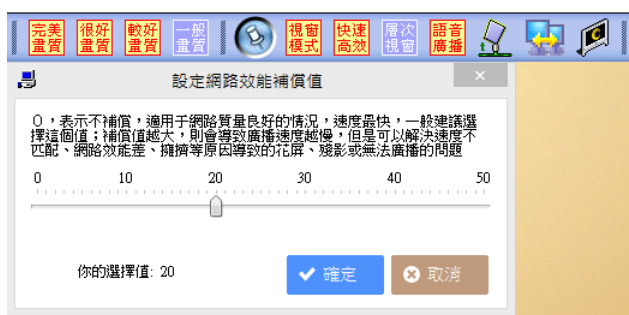 完美 很好 較好 一般 視窗 快速 層次 語音
畫質 畫質 畫質 畫質 模式 高效 視窗 廣播
設定網路效能補償值
0，表示不補償，適用于網路質量良好的情況，速度最快，一般建議選
擇這個值；補償值越大，則會導致廣播速度越慢，但是可以解決速度不
匹配、網路效能差、擁擠等原因導致的花屏、殘影或無法廣播的問題
0 10 20 30 40 50
你的選擇值: 20
確定 取消